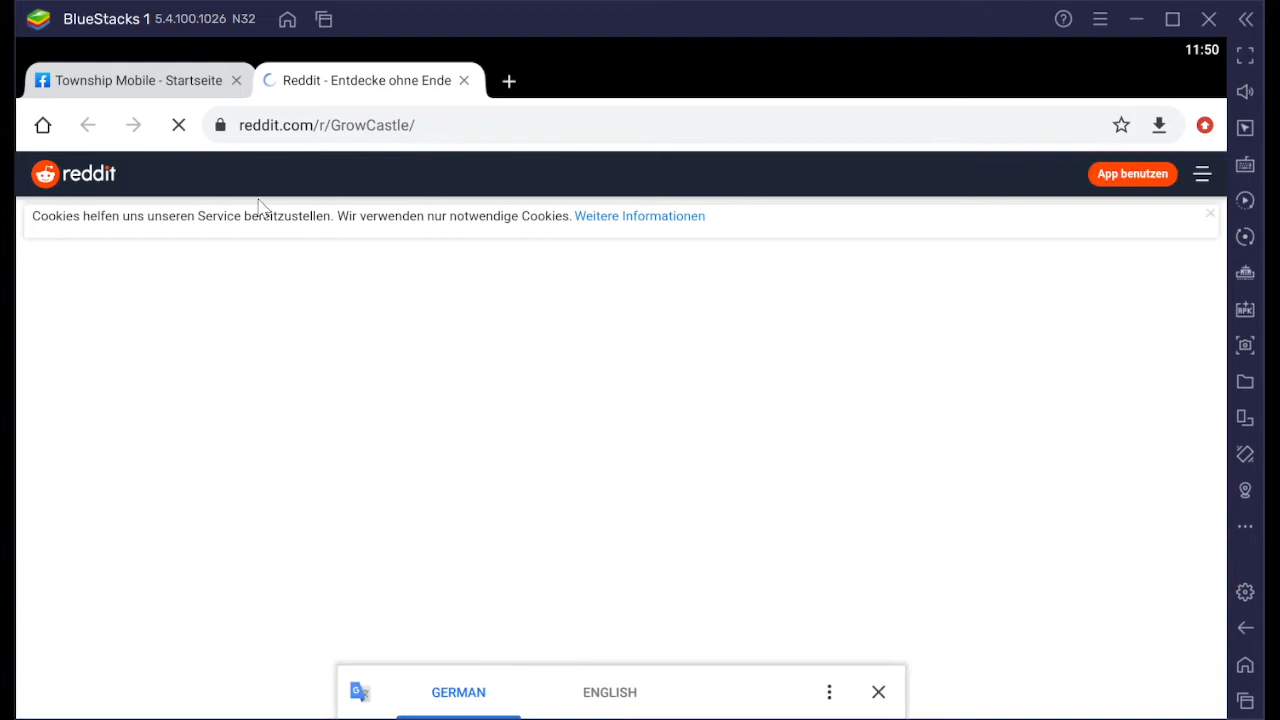 BlueStacks 1 5.4.100.1026 N32
11:50
Township Mobile - Startseite
Reddit - Entdecke ohne Ende
reddit.com/r/GrowCastle/
reddit
App benutzen
Cookies helfen uns unseren Service bereitzustellen. Wir verwenden nur notwendige Cookies. Weitere Informationen
GERMAN
ENGLISH